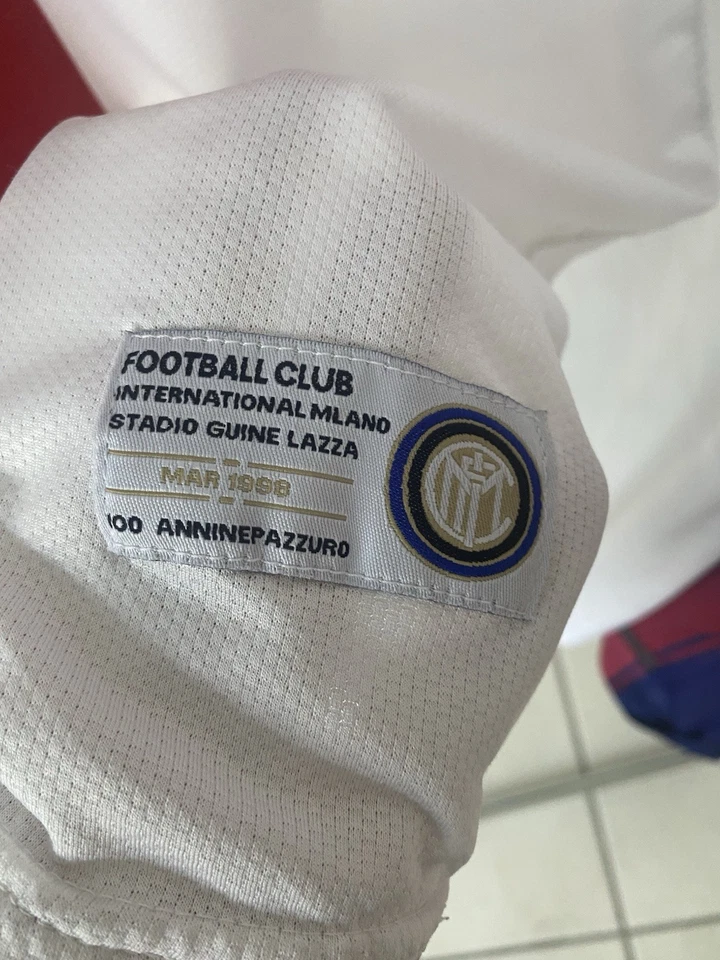 FOOTBALL CLUB
INTERNATIONAL MLANO
STADIO GUINE LAZZA
MAR 1998
100 ANNINEPAZZURO